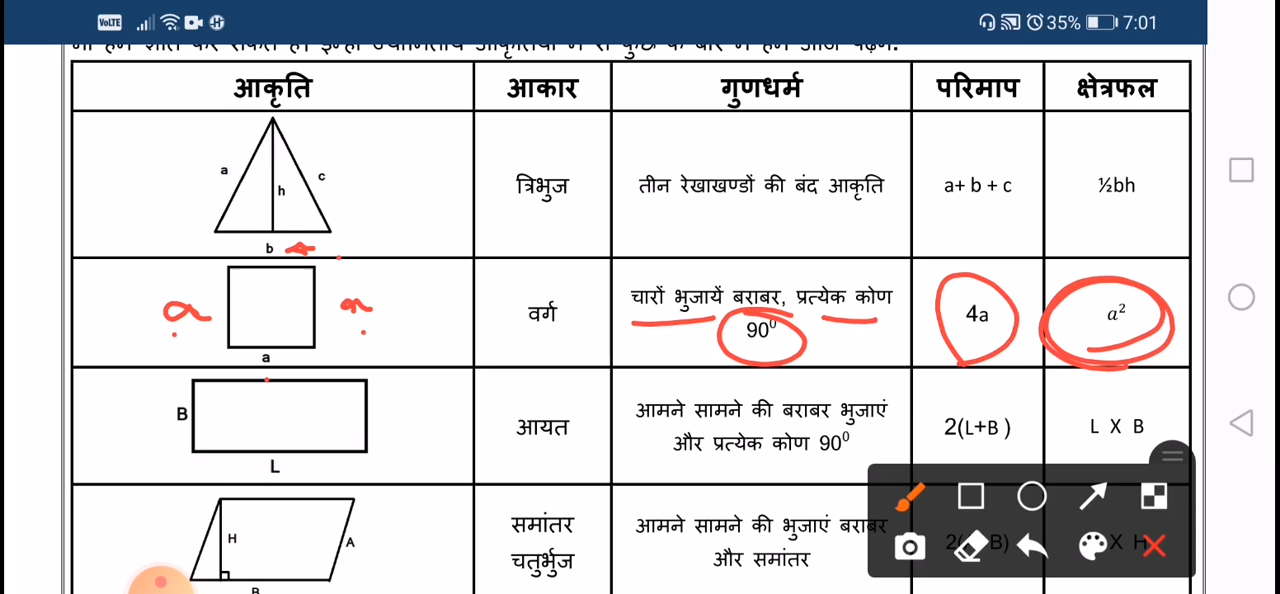 VoLTE 35% 7:01
आकृति आकार गुणधर्म परिमाप क्षेत्रफल
a c h b
त्रिभुज
तीन रेखाखण्डों की बंद आकृति
a+ b + c
½bh
a a
a
वर्ग
चारों भुजायें बराबर, प्रत्येक कोण
90⁰
4a
a²
B
L
आयत
आमने सामने की बराबर भुजाएं
और प्रत्येक कोण 90⁰
2(L+B )
L X B
H A
B
समांतर
चतुर्भुज
आमने सामने की भुजाएं बराबर
और समांतर
X H